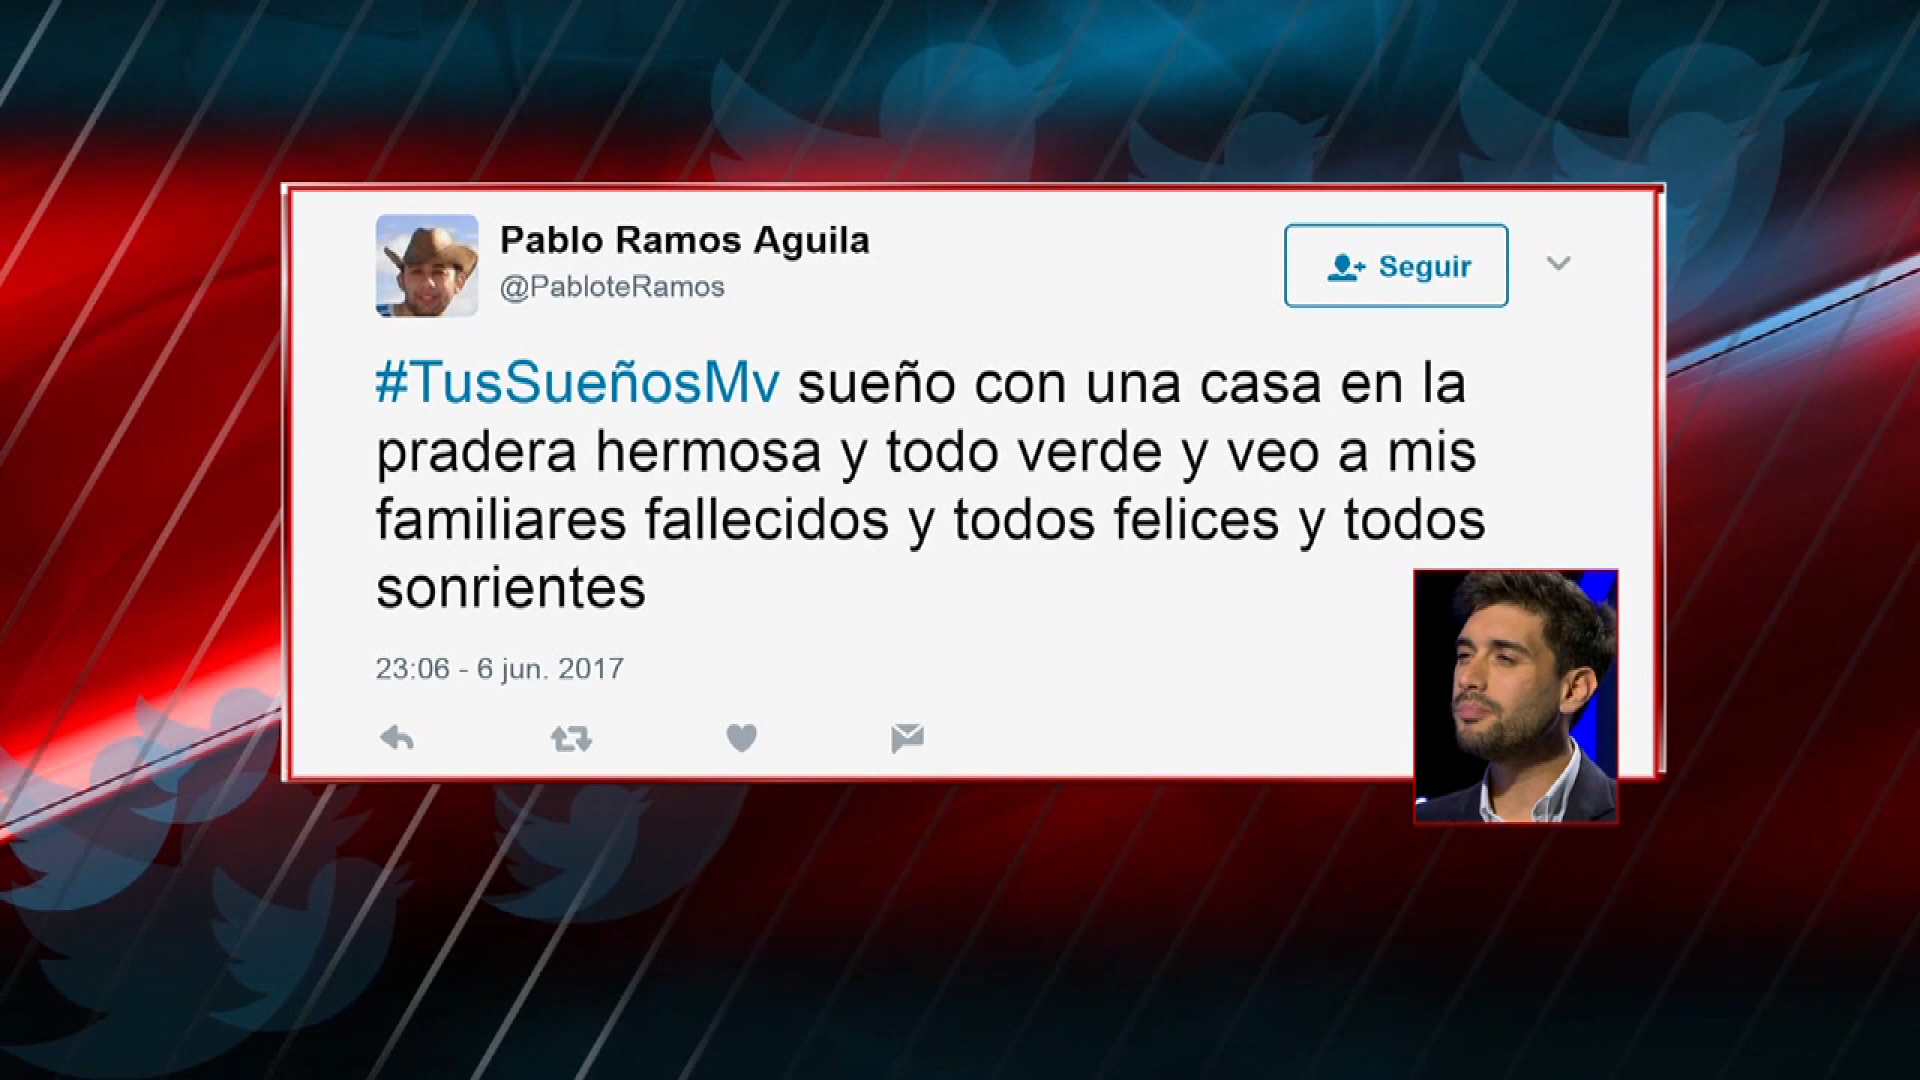 Pablo Ramos Aguila
@PabloteRamos
Seguir
#TusSueñosMv sueño con una casa en la
pradera hermosa y todo verde y veo a mis
familiares fallecidos y todos felices y todos
sonrientes
23:06 - 6 jun. 2017